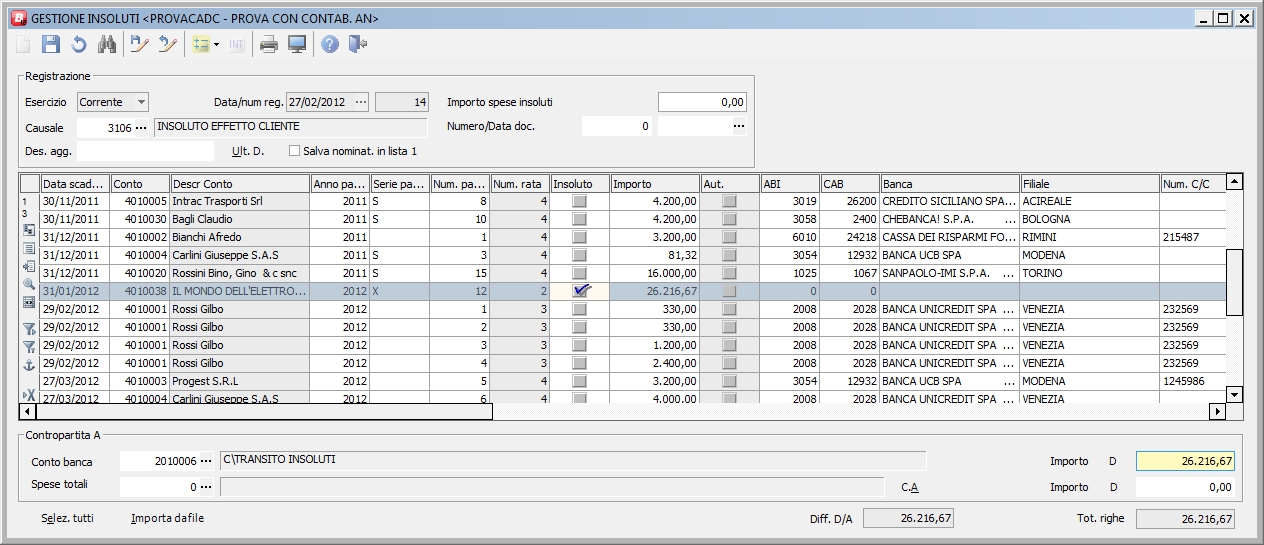 GESTIONE INSOLUTI <PROVACADC - PROVA CON CONTAB. AN>
Registrazione
Esercizio Corrente Data/num reg. 27/02/2012 ... 14 Importo spese insoluti 0,00
Causale 3106 ... INSOLUTO EFFETTO CLIENTE Numero/Data doc. 0 ...
Des. agg. Ult. D. Salva nominat. in lista 1
Data scad... Conto Descr Conto Anno pa... Serie pa... Num. pa... Num. rata Insoluto Importo Aut. ABI CAB Banca Filiale Num. C/C
30/11/2011 4010005 Intrac Trasporti Srl 2011 S 8 4 4.200,00 3019 26200 CREDITO SICILIANO SPA... ACIREALE
30/11/2011 4010030 Bagli Claudio 2011 S 10 4 4.200,00 3058 2400 CHEBANCA! S.P.A. ... BOLOGNA
31/12/2011 4010002 Bianchi Afredo 2011 1 4 3.200,00 6010 24218 CASSA DEI RISPARMI FO... RIMINI 215487
31/12/2011 4010004 Carlini Giuseppe S.A.S 2011 S 3 4 81,32 3054 12932 BANCA UCB SPA ... MODENA
31/12/2011 4010020 Rossini Bino, Gino & c snc 2011 S 15 4 16.000,00 1025 1067 SANPAOLO-IMI S.P.A. ... TORINO
31/01/2012 4010038 IL MONDO DELL'ELETTRO... 2012 X 12 2 26.216,67 0 0
29/02/2012 4010001 Rossi Gilbo 2012 1 3 330,00 2008 2028 BANCA UNICREDIT SPA ... VENEZIA 232569
29/02/2012 4010001 Rossi Gilbo 2012 2 3 330,00 2008 2028 BANCA UNICREDIT SPA ... VENEZIA 232569
29/02/2012 4010001 Rossi Gilbo 2012 3 3 1.200,00 2008 2028 BANCA UNICREDIT SPA ... VENEZIA 232569
29/02/2012 4010001 Rossi Gilbo 2012 4 3 2.400,00 2008 2028 BANCA UNICREDIT SPA ... VENEZIA 232569
27/03/2012 4010003 Progest S.R.L 2012 5 4 3.200,00 3054 12932 BANCA UCB SPA ... MODENA 1245986
27/03/2012 4010004 Carlini Giuseppe S.A.S 2012 6 4 4.000,00 2008 2028 BANCA UNICREDIT SPA ... VENEZIA
1
3
Contropartita A
Conto banca 2010006 ... C\TRANSITO INSOLUTI Importo D 26.216,67
Spese totali 0 ... C.A Importo D 0,00
Selez. tutti Importa da file Diff. D/A 26.216,67 Tot. righe 26.216,67